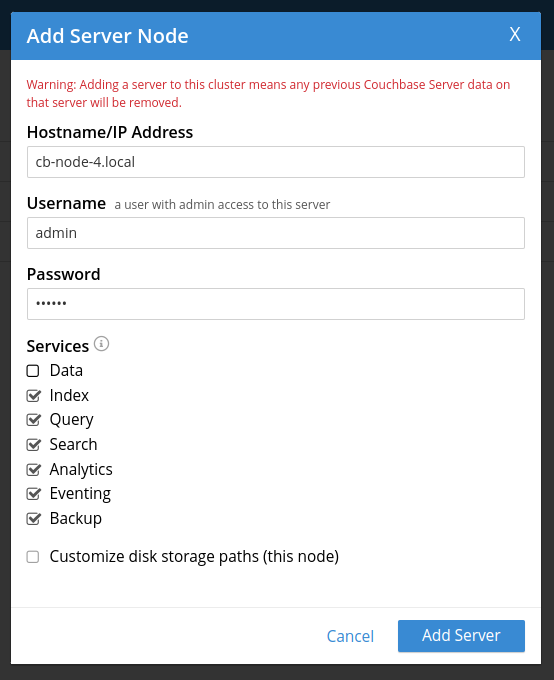 Add Server Node X
Warning: Adding a server to this cluster means any previous Couchbase Server data on
that server will be removed.
Hostname/IP Address
cb-node-4.local
Username a user with admin access to this server
admin
Password
••••••
Services
Data
Index
Query
Search
Analytics
Eventing
Backup
Customize disk storage paths (this node)
Cancel Add Server